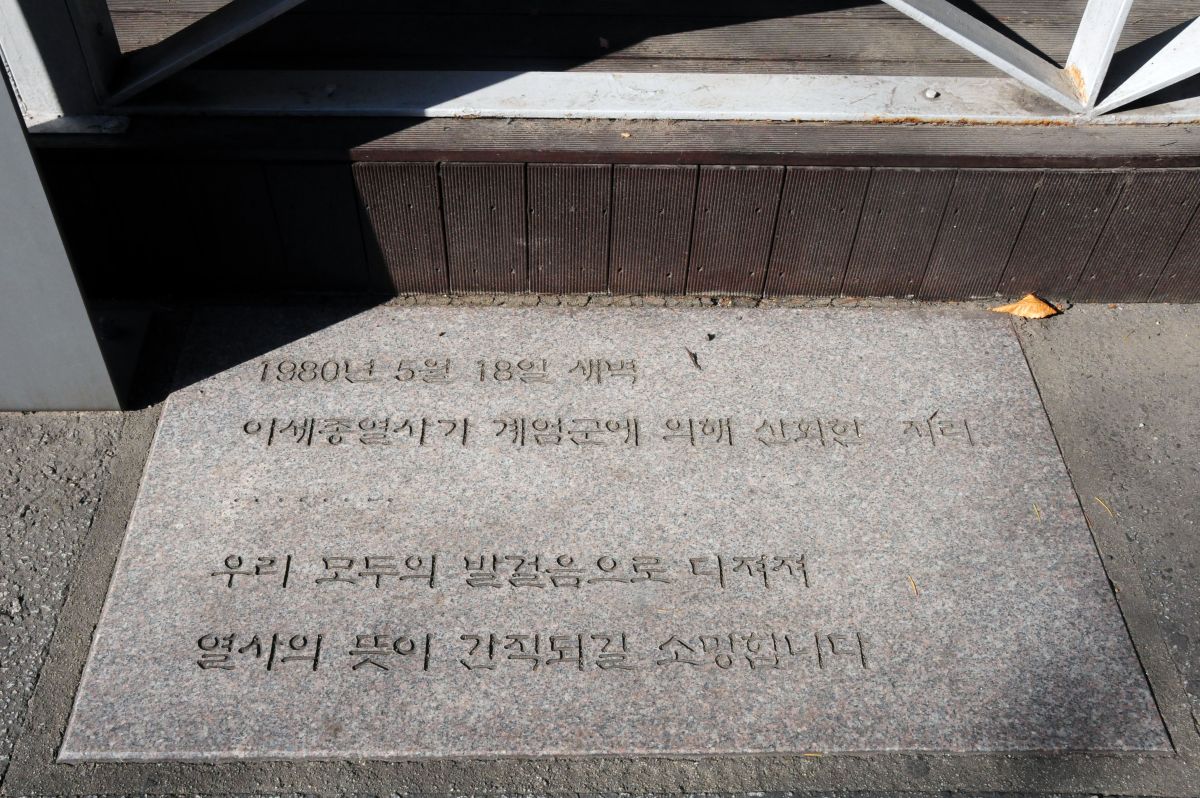 1980년 5월 18일 새벽
이세종열사가 계엄군에 의해 산화한 자리
..........
우리 모두의 발걸음으로 다져져
열사의 뜻이 간직되길 소망합니다